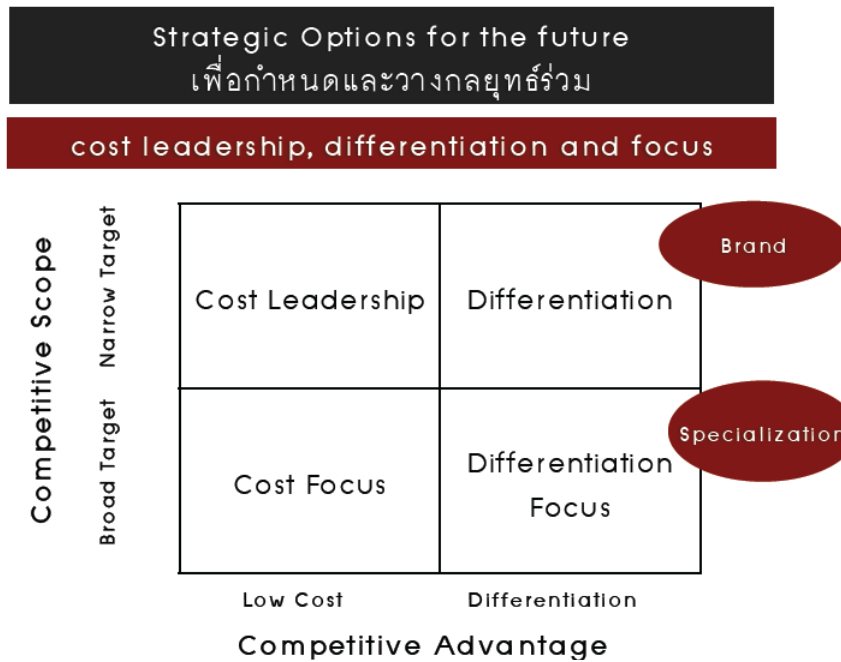 Strategic Options for the future
เพื่อกำหนดและวางกลยุทธ์ร่วม
cost leadership, differentiation and focus
Competitive Scope
Narrow Target
Broad Target
Cost Leadership
Differentiation
Brand
Cost Focus
Differentiation
Focus
Specialization
Low Cost
Differentiation
Competitive Advantage